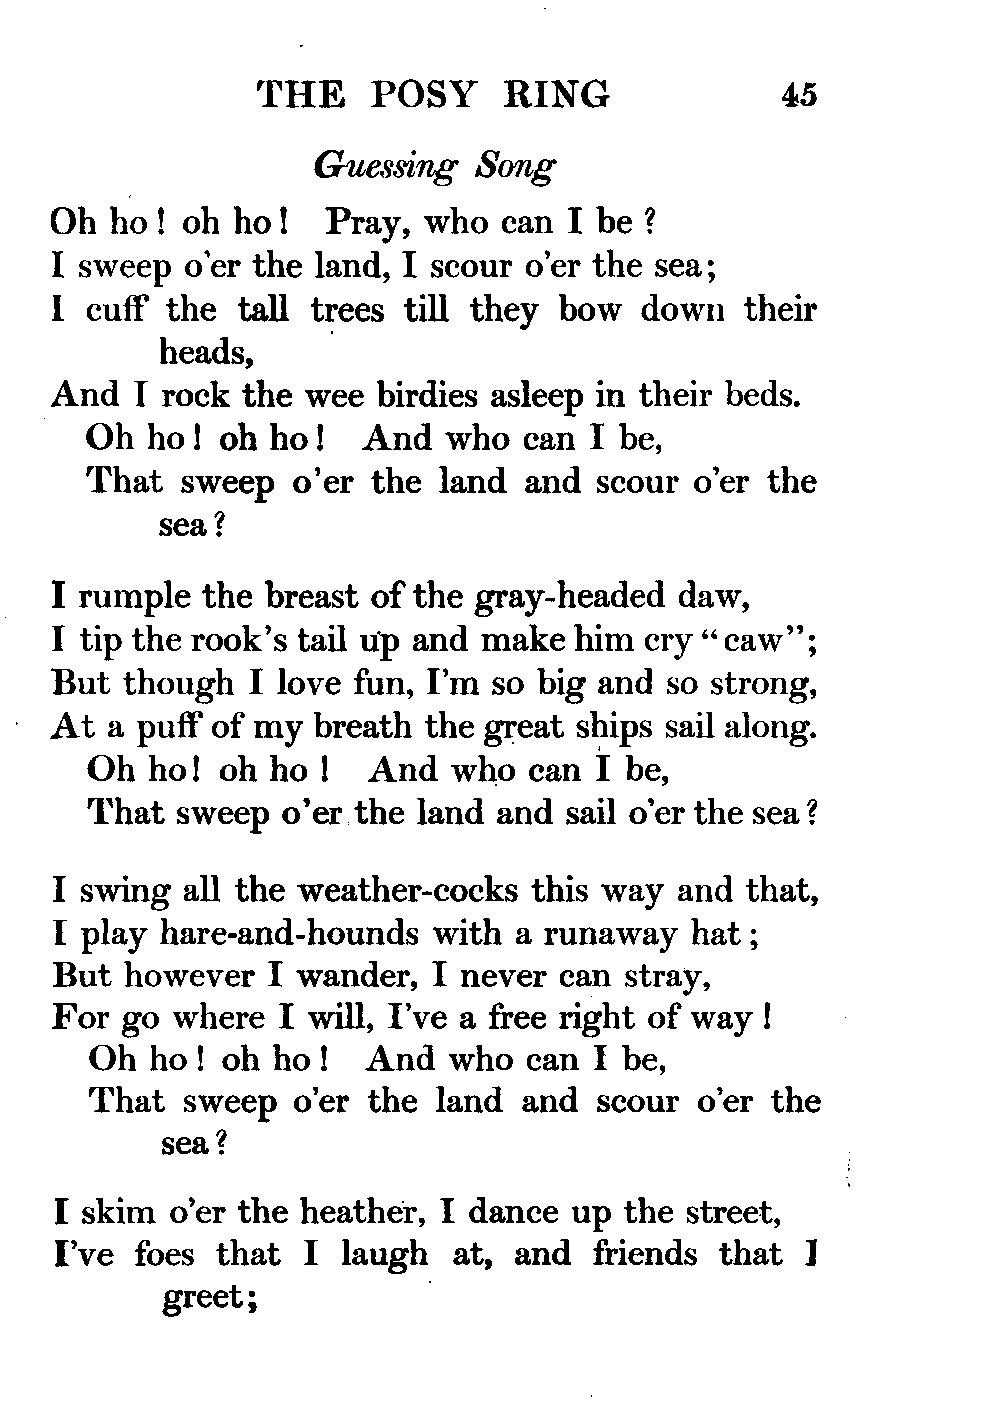 THE POSY RING 45
Guessing Song
Oh ho! oh ho! Pray, who can I be?
I sweep o'er the land, I scour o'er the sea;
I cuff the tall trees till they bow down their
heads,
And I rock the wee birdies asleep in their beds.
Oh ho! oh ho! And who can I be,
That sweep o'er the land and scour o'er the
sea?
I rumple the breast of the gray-headed daw,
I tip the rook's tail up and make him cry "caw";
But though I love fun, I'm so big and so strong,
At a puff of my breath the great ships sail along.
Oh ho! oh ho! And who can I be,
That sweep o'er the land and sail o'er the sea?
I swing all the weather-cocks this way and that,
I play hare-and-hounds with a runaway hat;
But however I wander, I never can stray,
For go where I will, I've a free right of way!
Oh ho! oh ho! And who can I be,
That sweep o'er the land and scour o'er the
sea?
I skim o'er the heather, I dance up the street,
I've foes that I laugh at, and friends that I
greet;